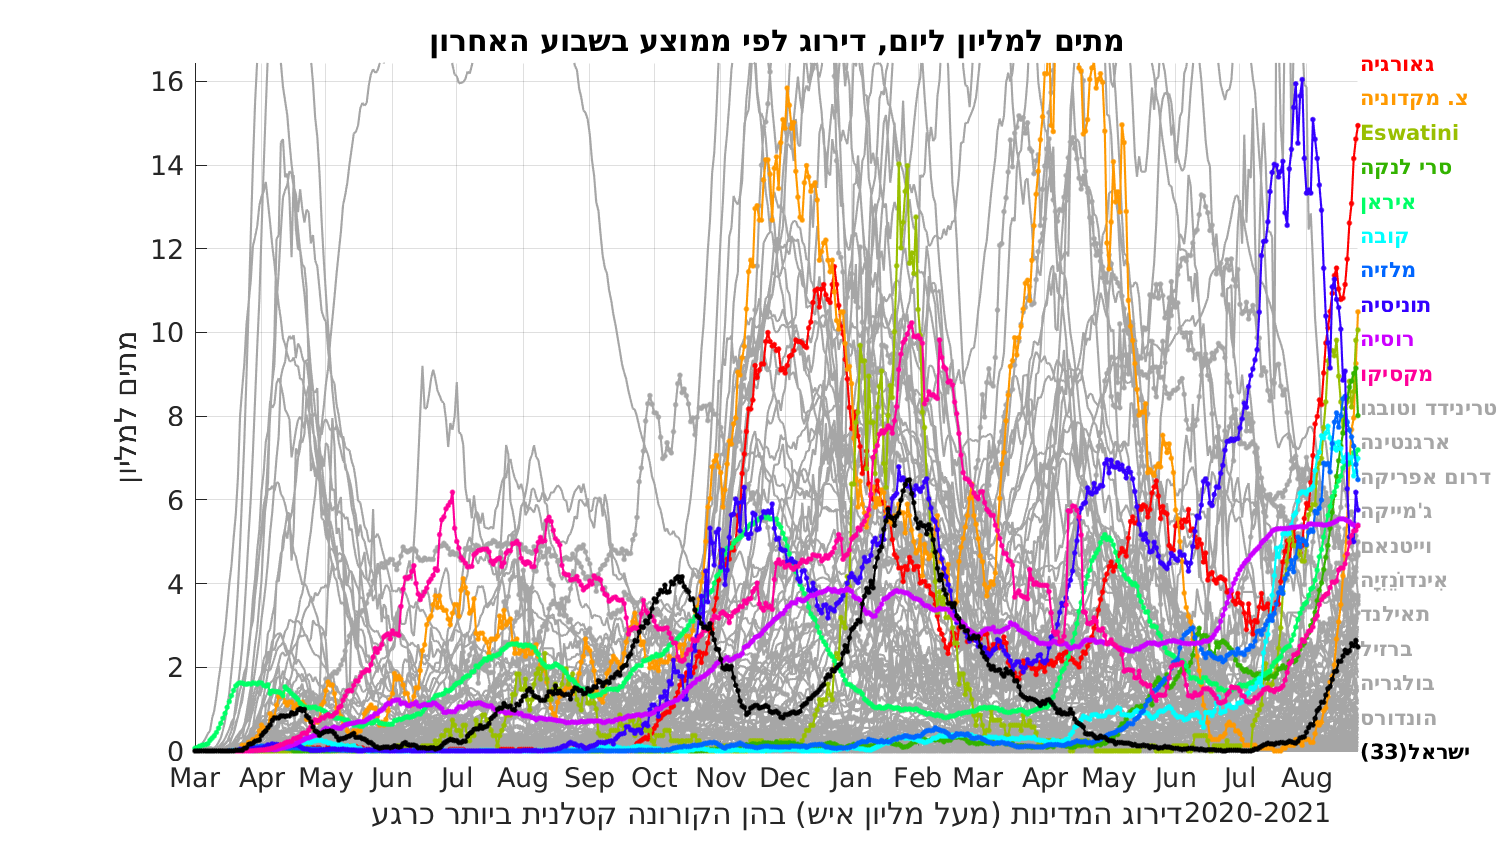 מתים למליון ליום, דירוג לפי ממוצע בשבוע האחרון
מתים למליון
16
14
12
10
8
6
4
2
0
Mar Apr May Jun Jul Aug Sep Oct Nov Dec Jan Feb Mar Apr May Jun Jul Aug
דירוג המדינות (מעל מליון איש) בהן הקורונה קטלנית ביותר כרגע2020-2021
גאורגיה
צ. מקדוניה
Eswatini
סרי לנקה
איראן
קובה
מלזיה
תוניסיה
רוסיה
מקסיקו
טרינידד וטובגו
ארגנטינה
דרום אפריקה
ג'מייקה
וייטנאם
אִינדוֹנֵזְיָה
תאילנד
ברזיל
בולגריה
הונדורס
ישראל(33)